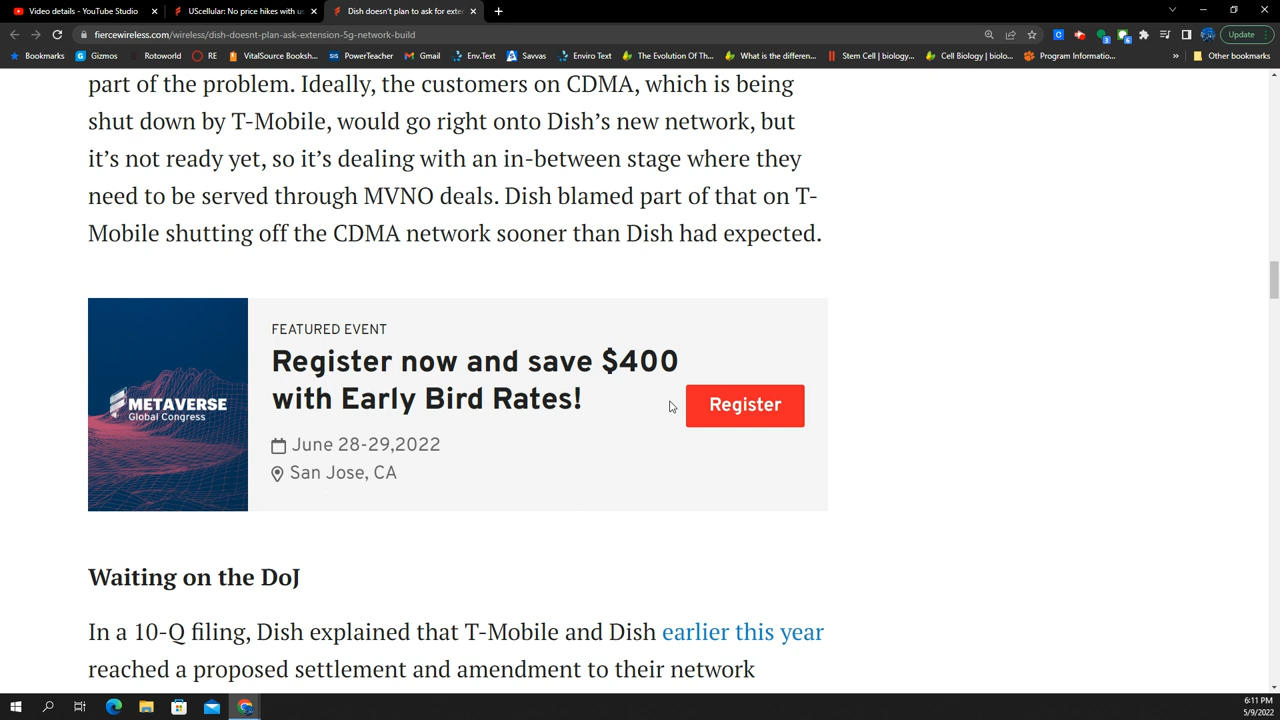 Video details - YouTube Studio
UScellular: No price hikes with us
Dish doesn't plan to ask for exte
fiercewireless.com/wireless/dish-doesnt-plan-ask-extension-5g-network-build
Update
Bookmarks
Gizmos
Rotoworld
RE
VitalSource Booksh...
SIS
PowerTeacher
Gmail
Env.Text
Savvas
Enviro Text
The Evolution Of Th...
What is the differen...
Stem Cell | biology...
Cell Biology | biolo...
Program Informatio...
»
Other bookmarks
part of the problem. Ideally, the customers on CDMA, which is being
shut down by T-Mobile, would go right onto Dish’s new network, but
it’s not ready yet, so it’s dealing with an in-between stage where they
need to be served through MVNO deals. Dish blamed part of that on T-
Mobile shutting off the CDMA network sooner than Dish had expected.
METAVERSE
Global Congress
FEATURED EVENT
Register now and save $400
with Early Bird Rates!
June 28-29,2022
San Jose, CA
Register
Waiting on the DoJ
In a 10-Q filing, Dish explained that T-Mobile and Dish earlier this year
reached a proposed settlement and amendment to their network
6:11 PM
5/9/2022